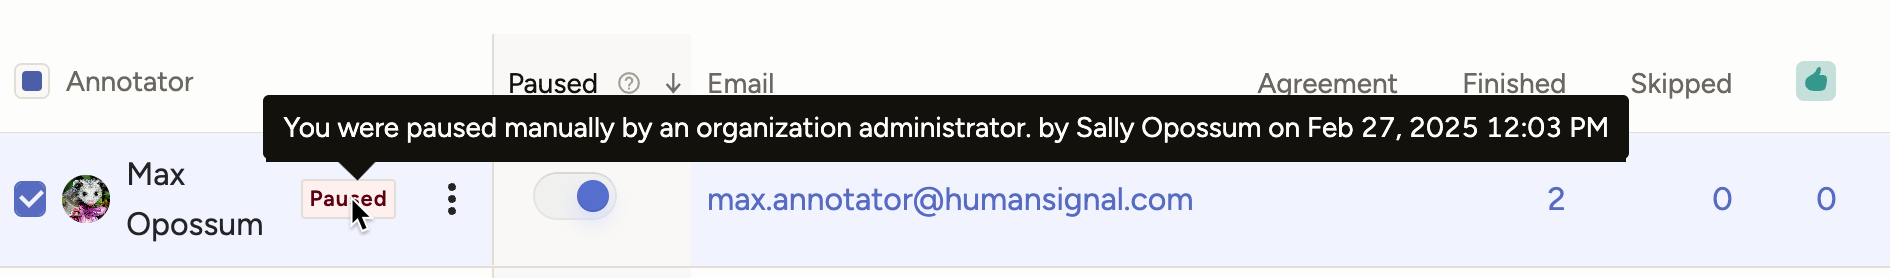 Annotator
Paused
Email
Agreement
Finished
Skipped
You were paused manually by an organization administrator. by Sally Opossum on Feb 27, 2025 12:03 PM
Max
Opossum
Paused
max.annotator@humansignal.com
2
0
0